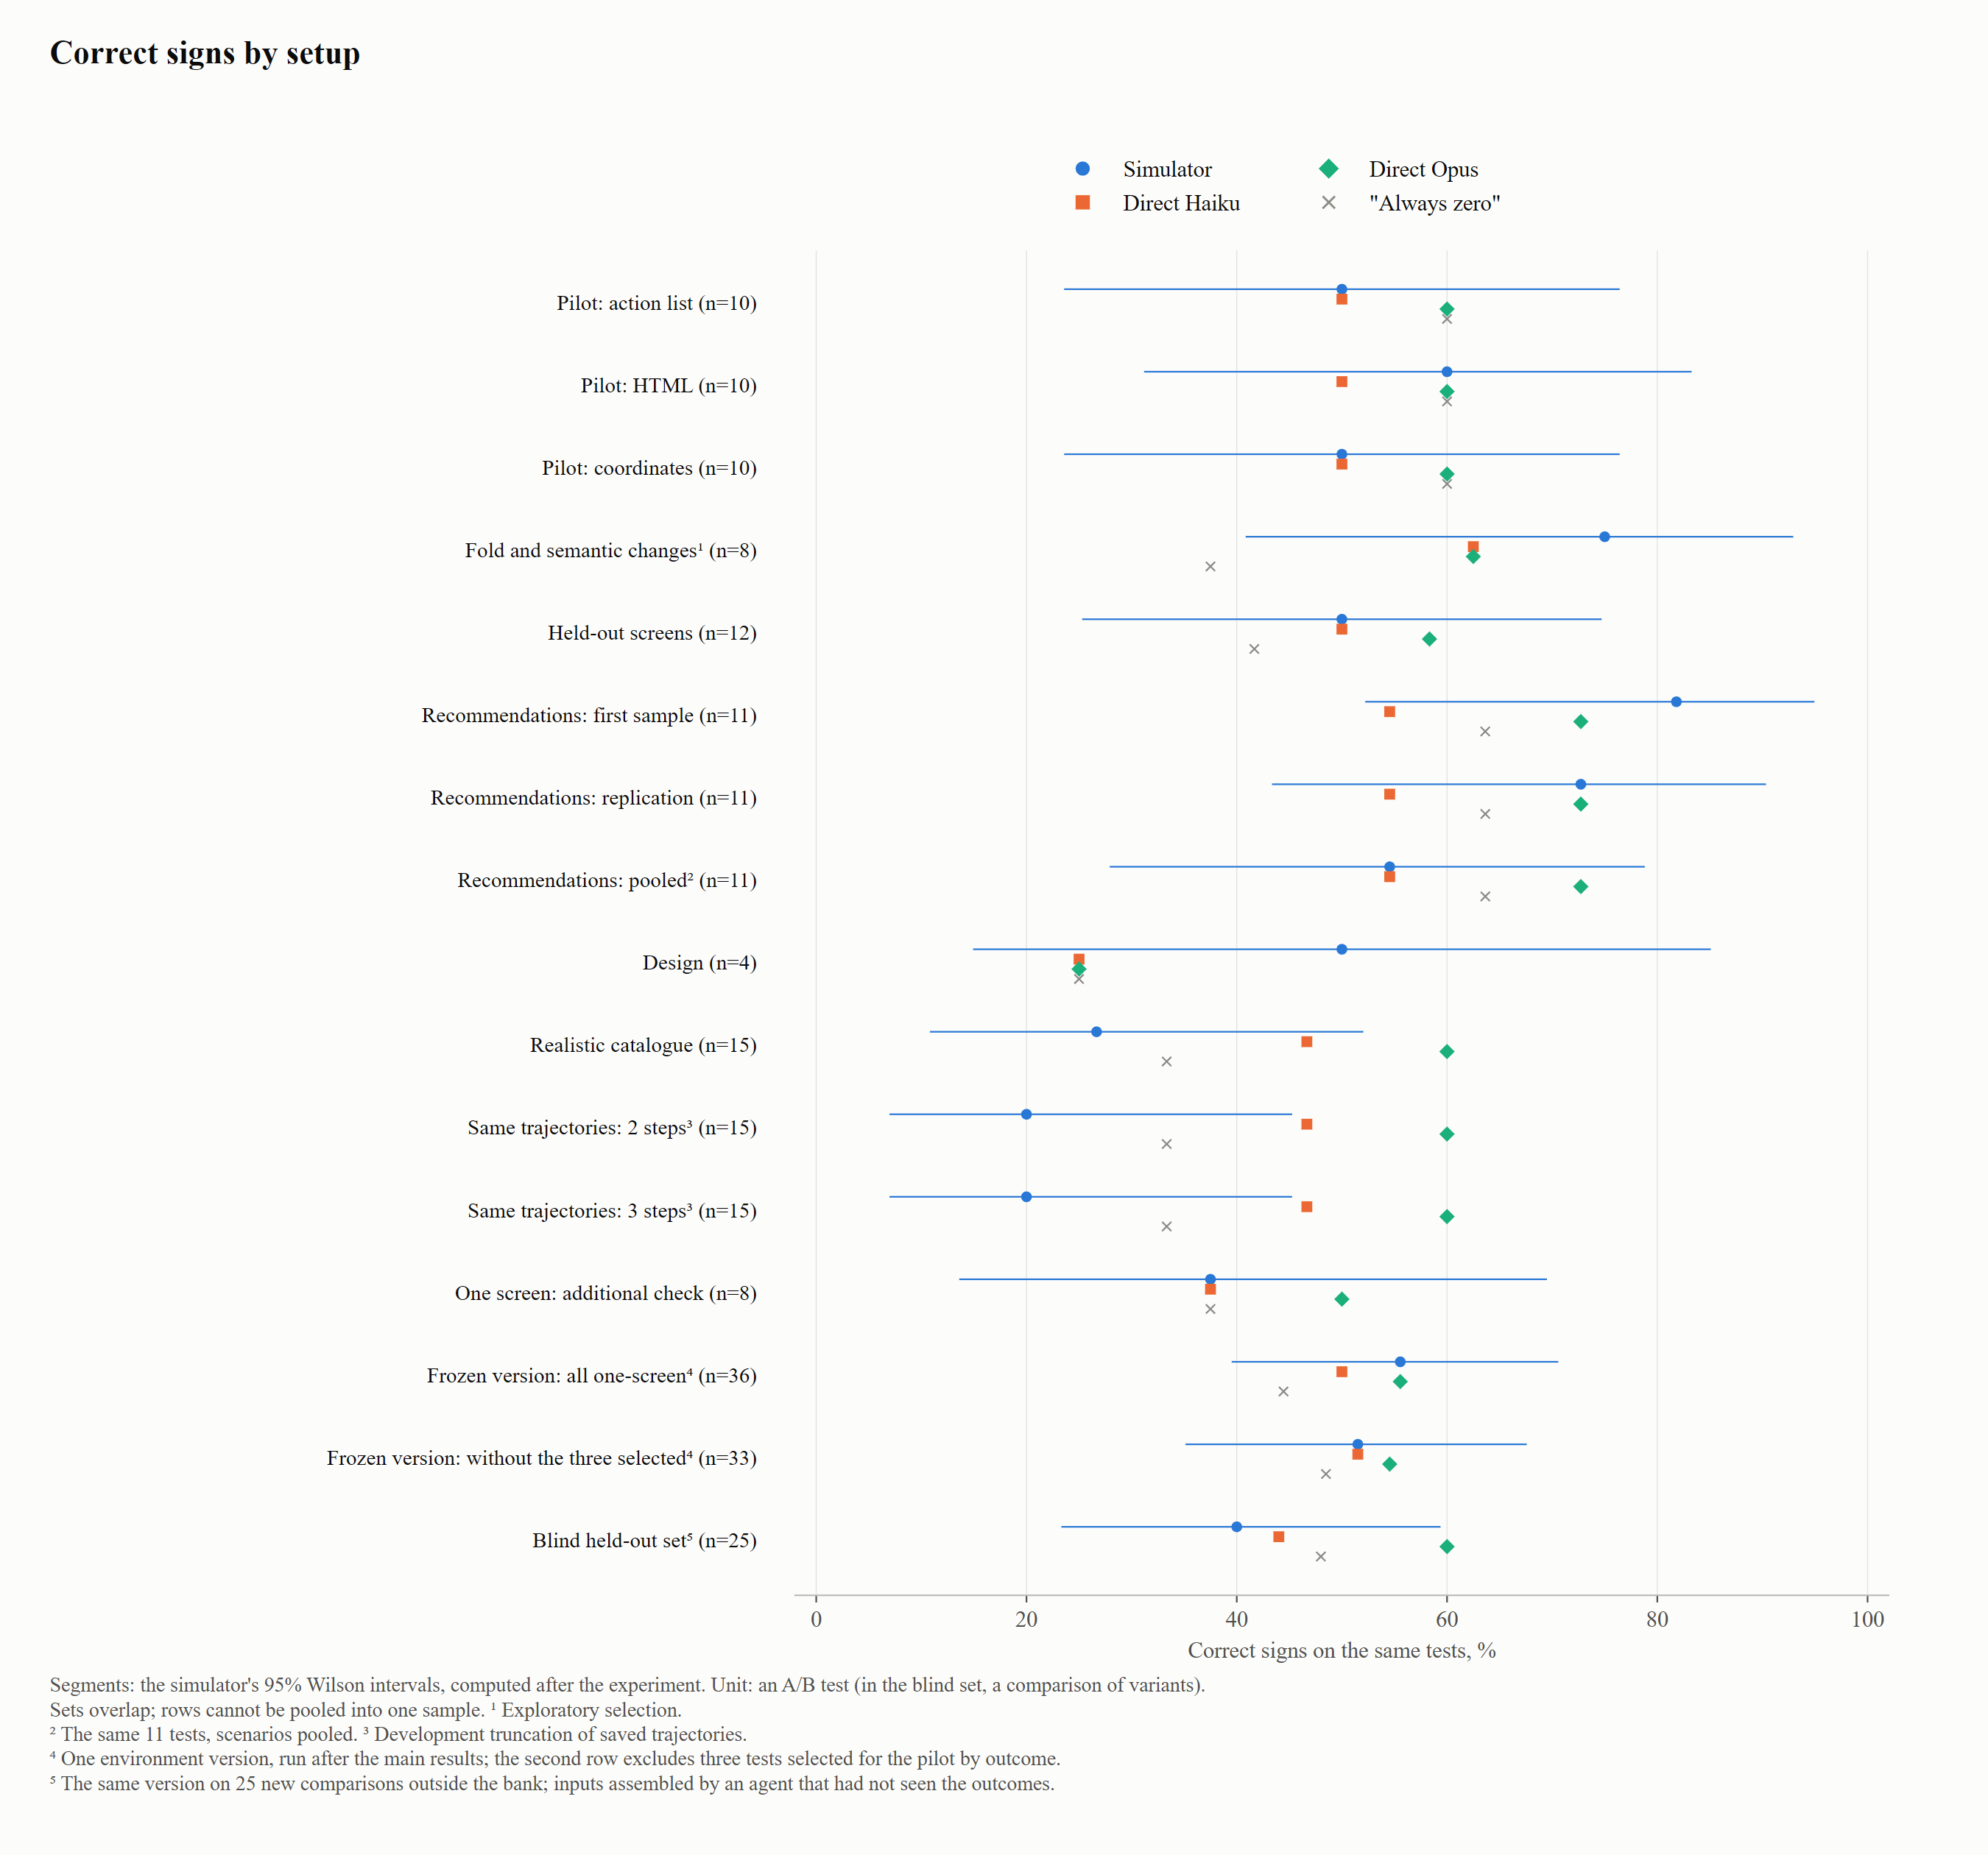 Correct signs by setup
Simulator
Direct Opus
Direct Haiku
"Always zero"
Pilot: action list (n=10)
Pilot: HTML (n=10)
Pilot: coordinates (n=10)
Fold and semantic changes¹ (n=8)
Held-out screens (n=12)
Recommendations: first sample (n=11)
Recommendations: replication (n=11)
Recommendations: pooled² (n=11)
Design (n=4)
Realistic catalogue (n=15)
Same trajectories: 2 steps³ (n=15)
Same trajectories: 3 steps³ (n=15)
One screen: additional check (n=8)
Frozen version: all one-screen⁴ (n=36)
Frozen version: without the three selected⁴ (n=33)
Blind held-out set⁵ (n=25)
0 20 40 60 80 100
Correct signs on the same tests, %
Segments: the simulator's 95% Wilson intervals, computed after the experiment. Unit: an A/B test (in the blind set, a comparison of variants).
Sets overlap; rows cannot be pooled into one sample. ¹ Exploratory selection.
² The same 11 tests, scenarios pooled. ³ Development truncation of saved trajectories.
⁴ One environment version, run after the main results; the second row excludes three tests selected for the pilot by outcome.
⁵ The same version on 25 new comparisons outside the bank; inputs assembled by an agent that had not seen the outcomes.